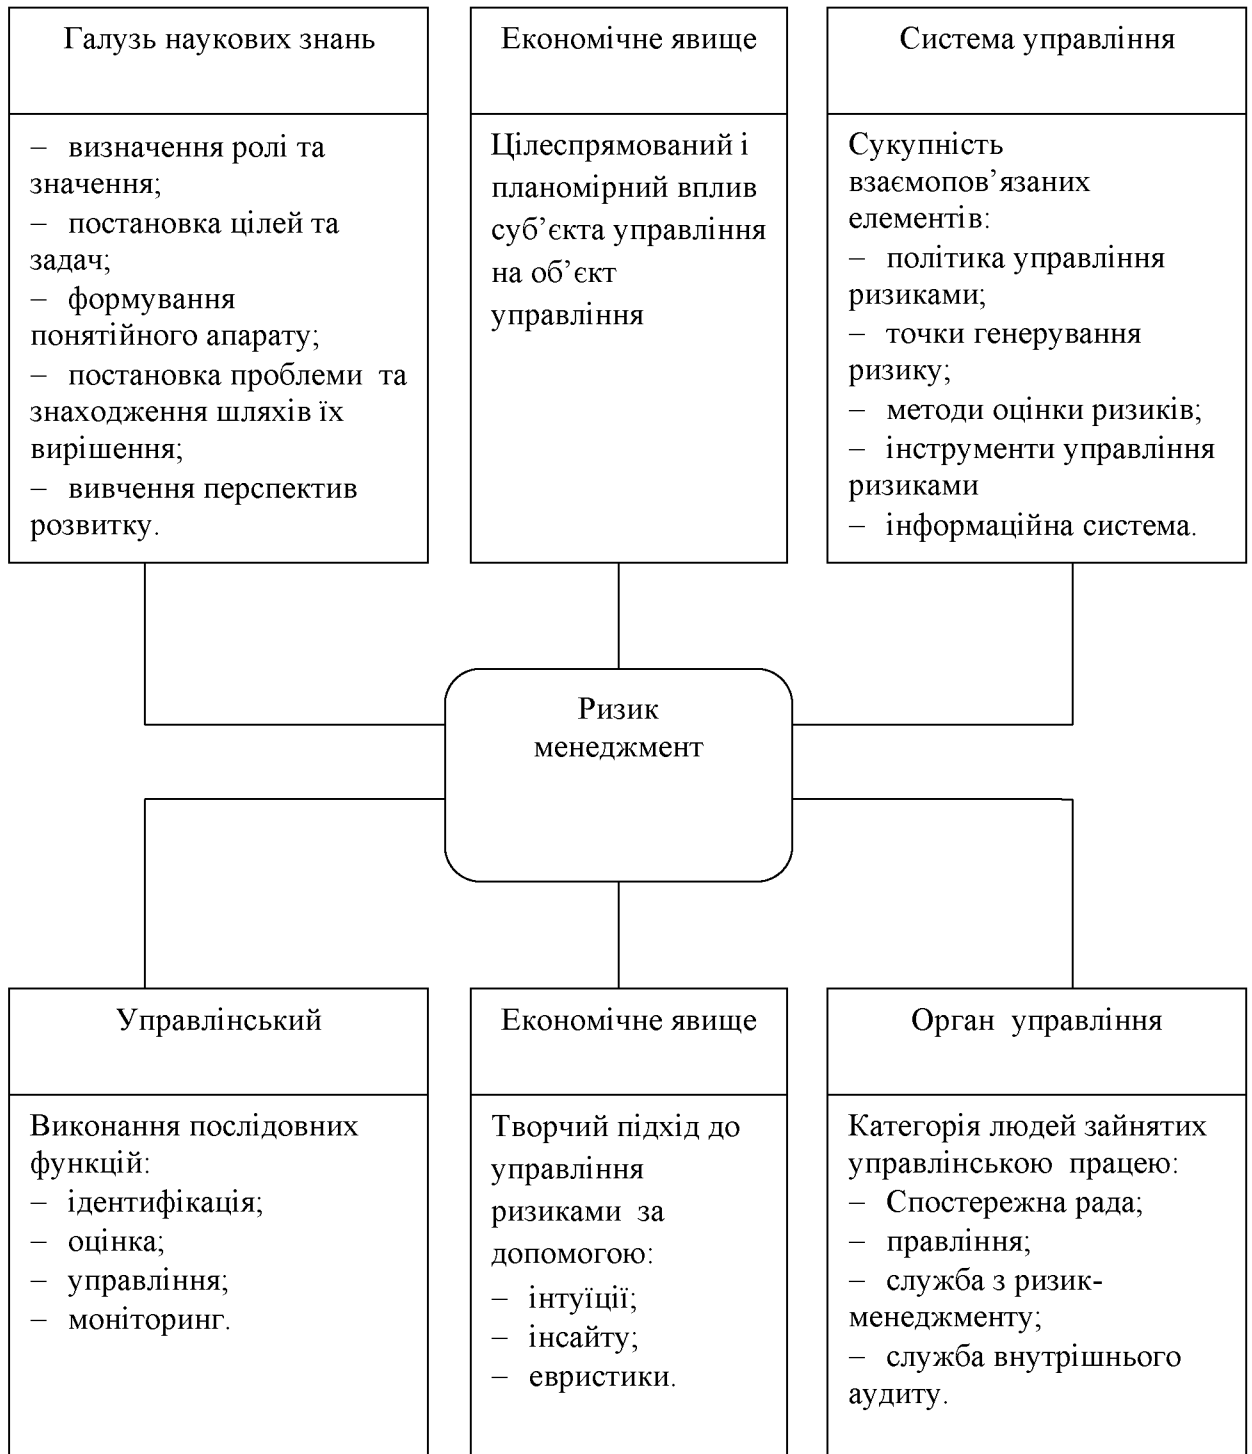 Галузь наукових знань
– визначення ролі та
значення;
– постановка цілей та
задач;
– формування
понятійного апарату;
– постановка проблеми та
знаходження шляхів їх
вирішення;
– вивчення перспектив
розвитку.
Економічне явище
Цілеспрямований і
планомірний вплив
суб’єкта управління
на об’єкт
управління
Система управління
Сукупність
взаємопов’язаних
елементів:
– політика управління
ризиками;
– точки генерування
ризику;
– методи оцінки ризиків;
– інструменти управління
ризиками
– інформаційна система.
Ризик
менеджмент
Управлінський
Виконання послідовних
функцій:
– ідентифікація;
– оцінка;
– управління;
– моніторинг.
Економічне явище
Творчий підхід до
управління
ризиками за
допомогою:
– інтуїції;
– інсайту;
– евристики.
Орган управління
Категорія людей зайнятих
управлінською працею:
– Спостережна рада;
– правління;
– служба з ризик-
менеджменту;
– служба внутрішнього
аудиту.